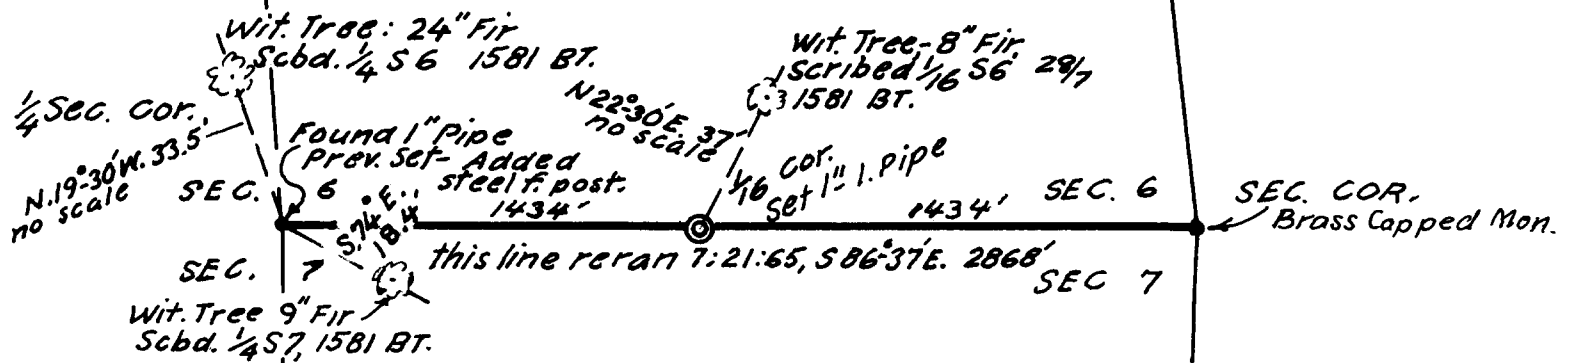 Wit. Tree: 24" Fir
Scbd. 1/4 S 6 1581 BT.
1/4 Sec. Cor.
N.19°-30'W. 33.5'
no scale
Found 1" Pipe
Prev. Set- Added
steel f. post.
SEC. 6
1434'
S.74°E.
18.4'
SEC. 7
Wit. Tree 9" Fir
Scbd. 1/4 S7, 1581 BT.
Wit. Tree- 8" Fir.
Scribed 1/16 S6
1581 BT.
N22°-30'E. 37'
no scale
1/16 Cor.
Set 1" I. pipe
1434'
SEC. 6
this line reran 7:21:65, S86°-37'E. 2868'
SEC 7
SEC. COR.
Brass Capped Mon.